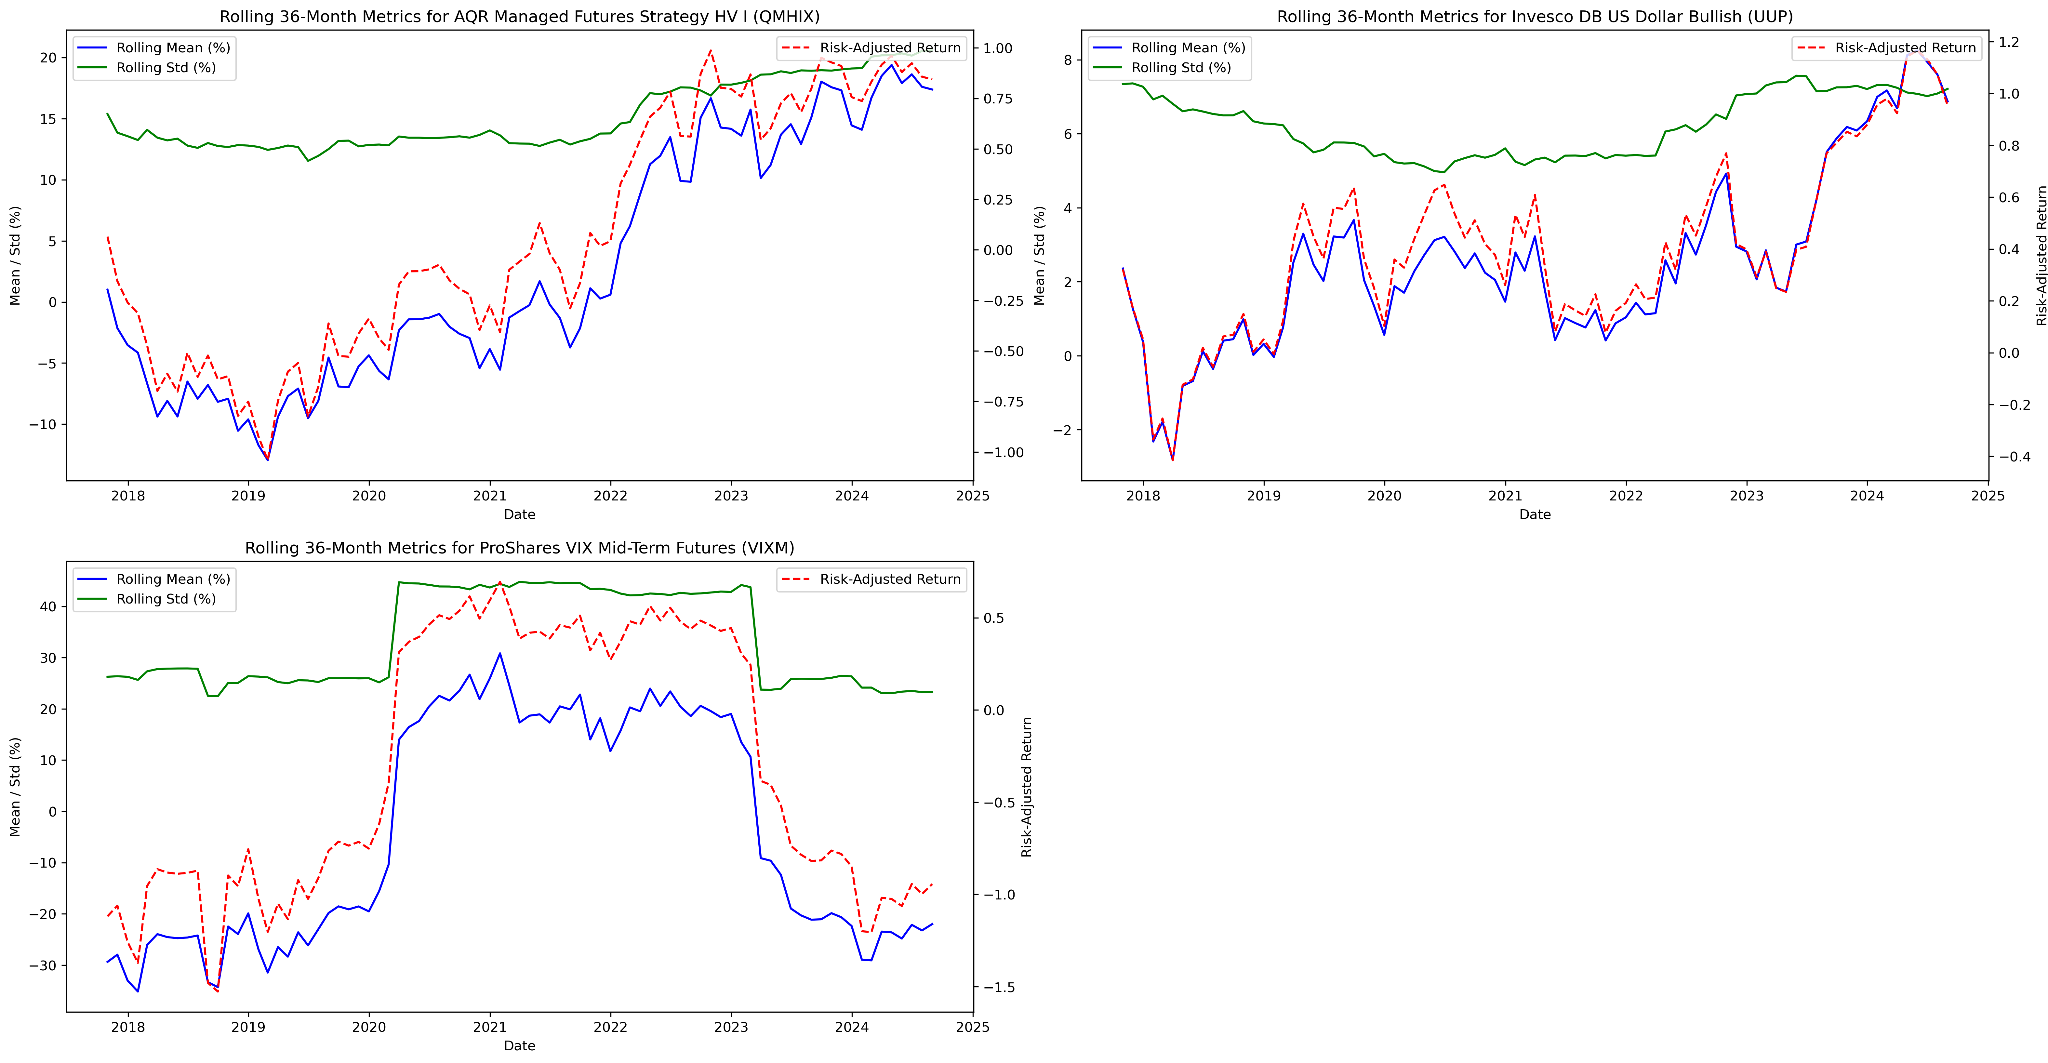 Rolling 36-Month Metrics for AQR Managed Futures Strategy HV I (QMHIX)
Rolling Mean (%)
Rolling Std (%)
Risk-Adjusted Return
Mean / Std (%)
20
15
10
5
0
−5
−10
1.00
0.75
0.50
0.25
0.00
−0.25
−0.50
−0.75
−1.00
2018 2019 2020 2021 2022 2023 2024 2025
Date
Rolling 36-Month Metrics for Invesco DB US Dollar Bullish (UUP)
Rolling Mean (%)
Rolling Std (%)
Risk-Adjusted Return
Mean / Std (%)
8
6
4
2
0
−2
1.2
1.0
0.8
0.6
0.4
0.2
0.0
−0.2
−0.4
Risk-Adjusted Return
2018 2019 2020 2021 2022 2023 2024 2025
Date
Rolling 36-Month Metrics for ProShares VIX Mid-Term Futures (VIXM)
Rolling Mean (%)
Rolling Std (%)
Risk-Adjusted Return
Mean / Std (%)
40
30
20
10
0
−10
−20
−30
0.5
0.0
−0.5
−1.0
−1.5
Risk-Adjusted Return
2018 2019 2020 2021 2022 2023 2024 2025
Date